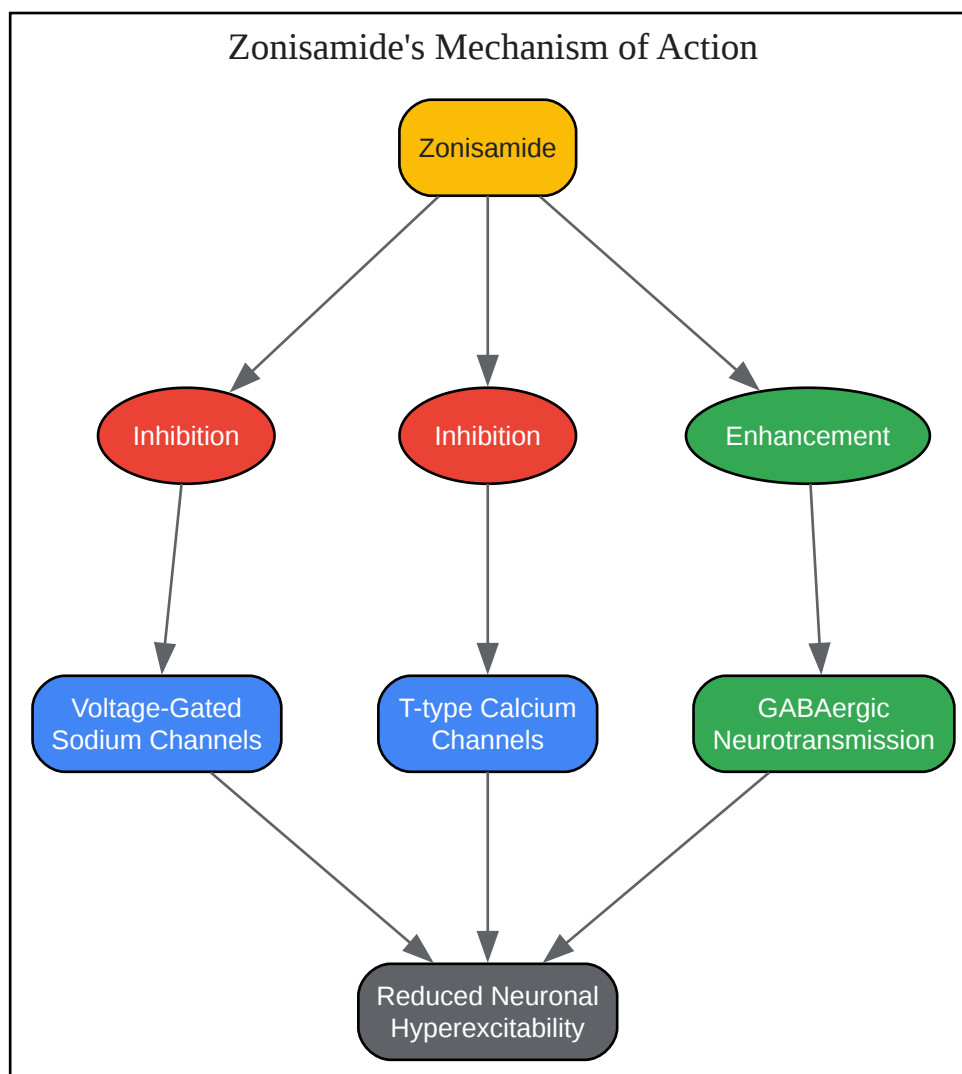 Zonisamide's Mechanism of Action
Zonisamide
Inhibition
Inhibition
Enhancement
Voltage-Gated
Sodium Channels
T-type Calcium
Channels
GABAergic
Neurotransmission
Reduced Neuronal
Hyperexcitability